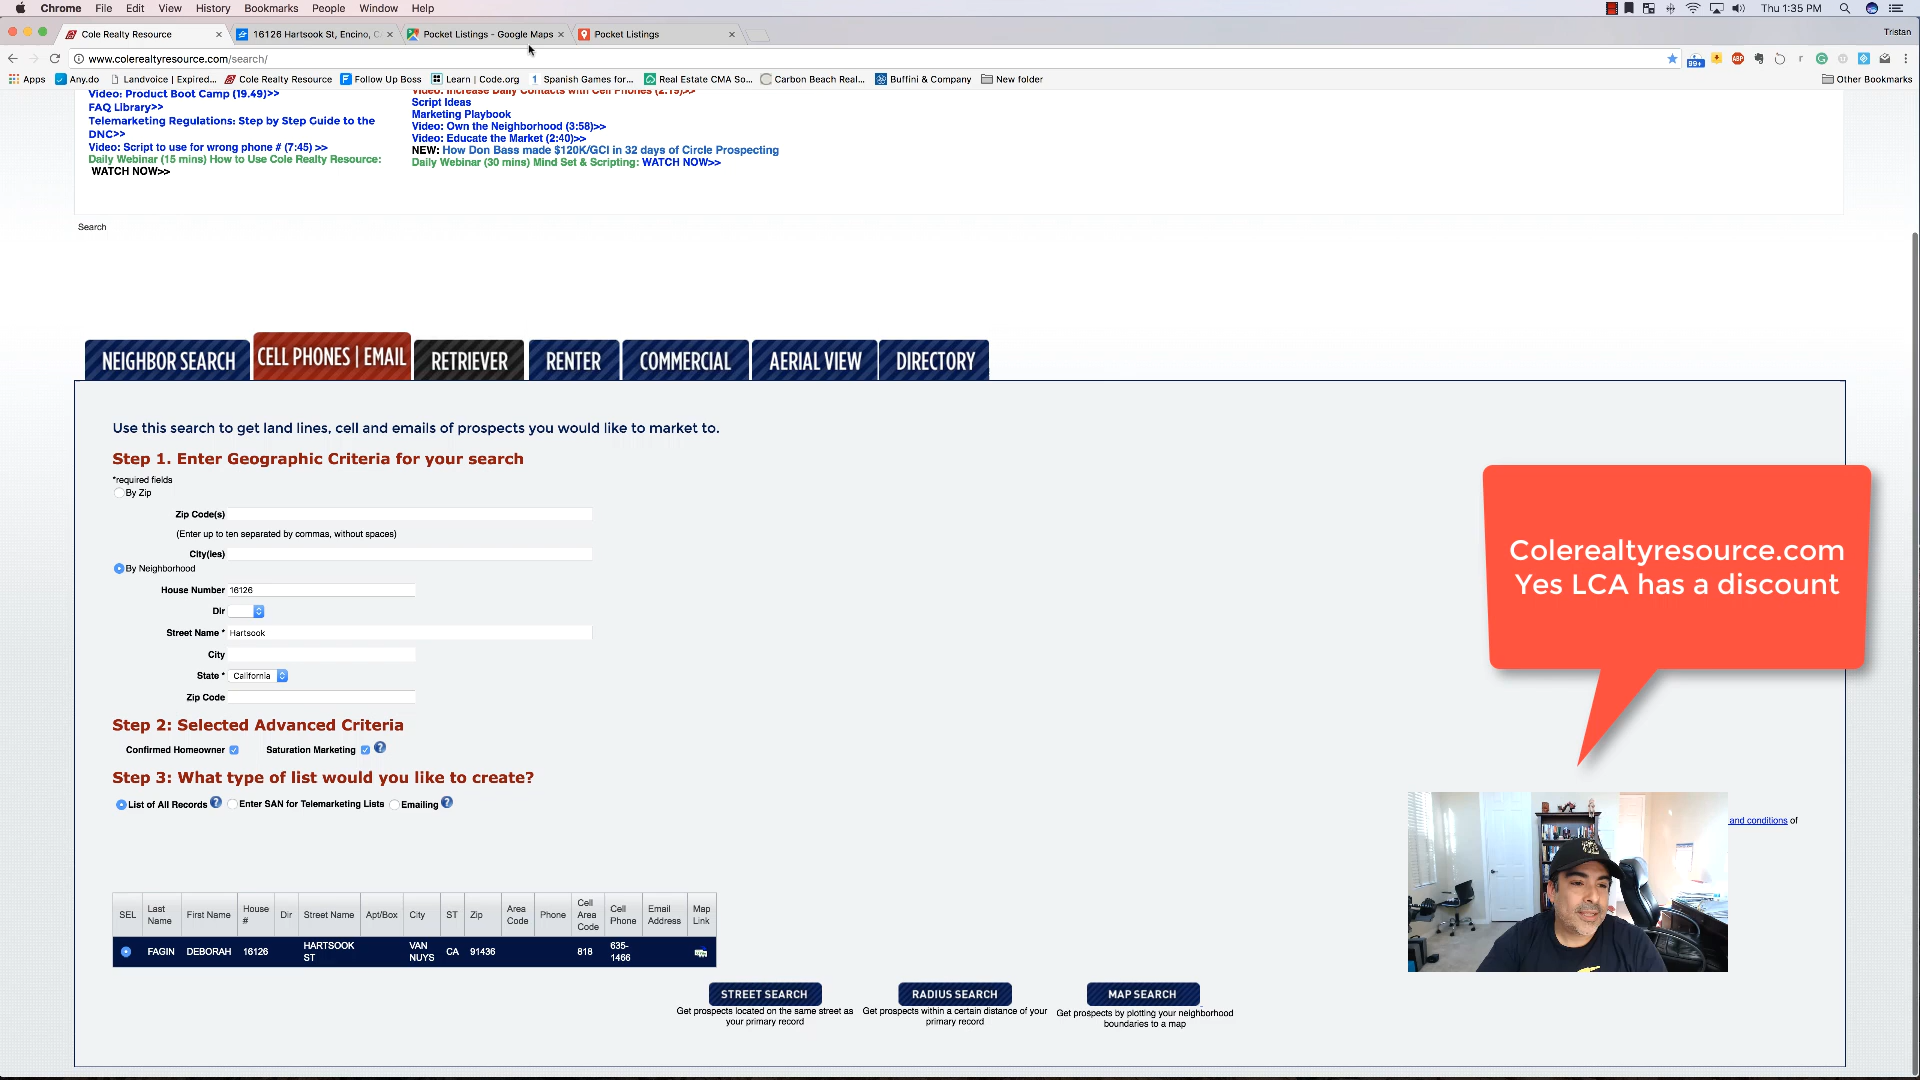 Chrome File Edit View History Bookmarks People Window Help Thu 1:35 PM
Cole Realty Resource 16126 Hartsook St, Encino, C Pocket Listings - Google Maps Pocket Listings Tristan
www.colerealtyresource.com/search/
Apps Any.do Landvoice | Expired... Cole Realty Resource Follow Up Boss Learn | Code.org Spanish Games for... Real Estate CMA So... Carbon Beach Real... Buffini & Company New folder Other Bookmarks
Video: Product Boot Camp (19.49)>>
FAQ Library>>
Telemarketing Regulations: Step by Step Guide to the
DNC>>
Video: Script to use for wrong phone # (7:45) >>
Daily Webinar (15 mins) How to Use Cole Realty Resource:
WATCH NOW>>
Video: Increase Daily Contacts with Cell Phones (2:19)>>
Script Ideas
Marketing Playbook
Video: Own the Neighborhood (3:58)>>
Video: Educate the Market (2:40)>>
NEW: How Don Bass made $120K/GCI in 32 days of Circle Prospecting
Daily Webinar (30 mins) Mind Set & Scripting: WATCH NOW>>
Search
NEIGHBOR SEARCH CELL PHONES | EMAIL RETRIEVER RENTER COMMERCIAL AERIAL VIEW DIRECTORY
Use this search to get land lines, cell and emails of prospects you would like to market to.
Step 1. Enter Geographic Criteria for your search
*required fields
By Zip
Zip Code(s)
(Enter up to ten separated by commas, without spaces)
City(ies)
By Neighborhood
House Number 16126
Dir
Street Name * Hartsook
City
State * California
Zip Code
Step 2: Selected Advanced Criteria
Confirmed Homeowner Saturation Marketing
Step 3: What type of list would you like to create?
List of All Records Enter SAN for Telemarketing Lists Emailing
Colerealtyresource.com
Yes LCA has a discount
and conditions of
SEL Last Name First Name House # Dir Street Name Apt/Box City ST Zip Area Code Phone Cell Area Code Cell Phone Email Address Map Link
FAGIN DEBORAH 16126 HARTSOOK ST VAN NUYS CA 91436 818 635-1466
STREET SEARCH RADIUS SEARCH MAP SEARCH
Get prospects located on the same street as
your primary record
Get prospects within a certain distance of your
primary record
Get prospects by plotting your neighborhood
boundaries to a map